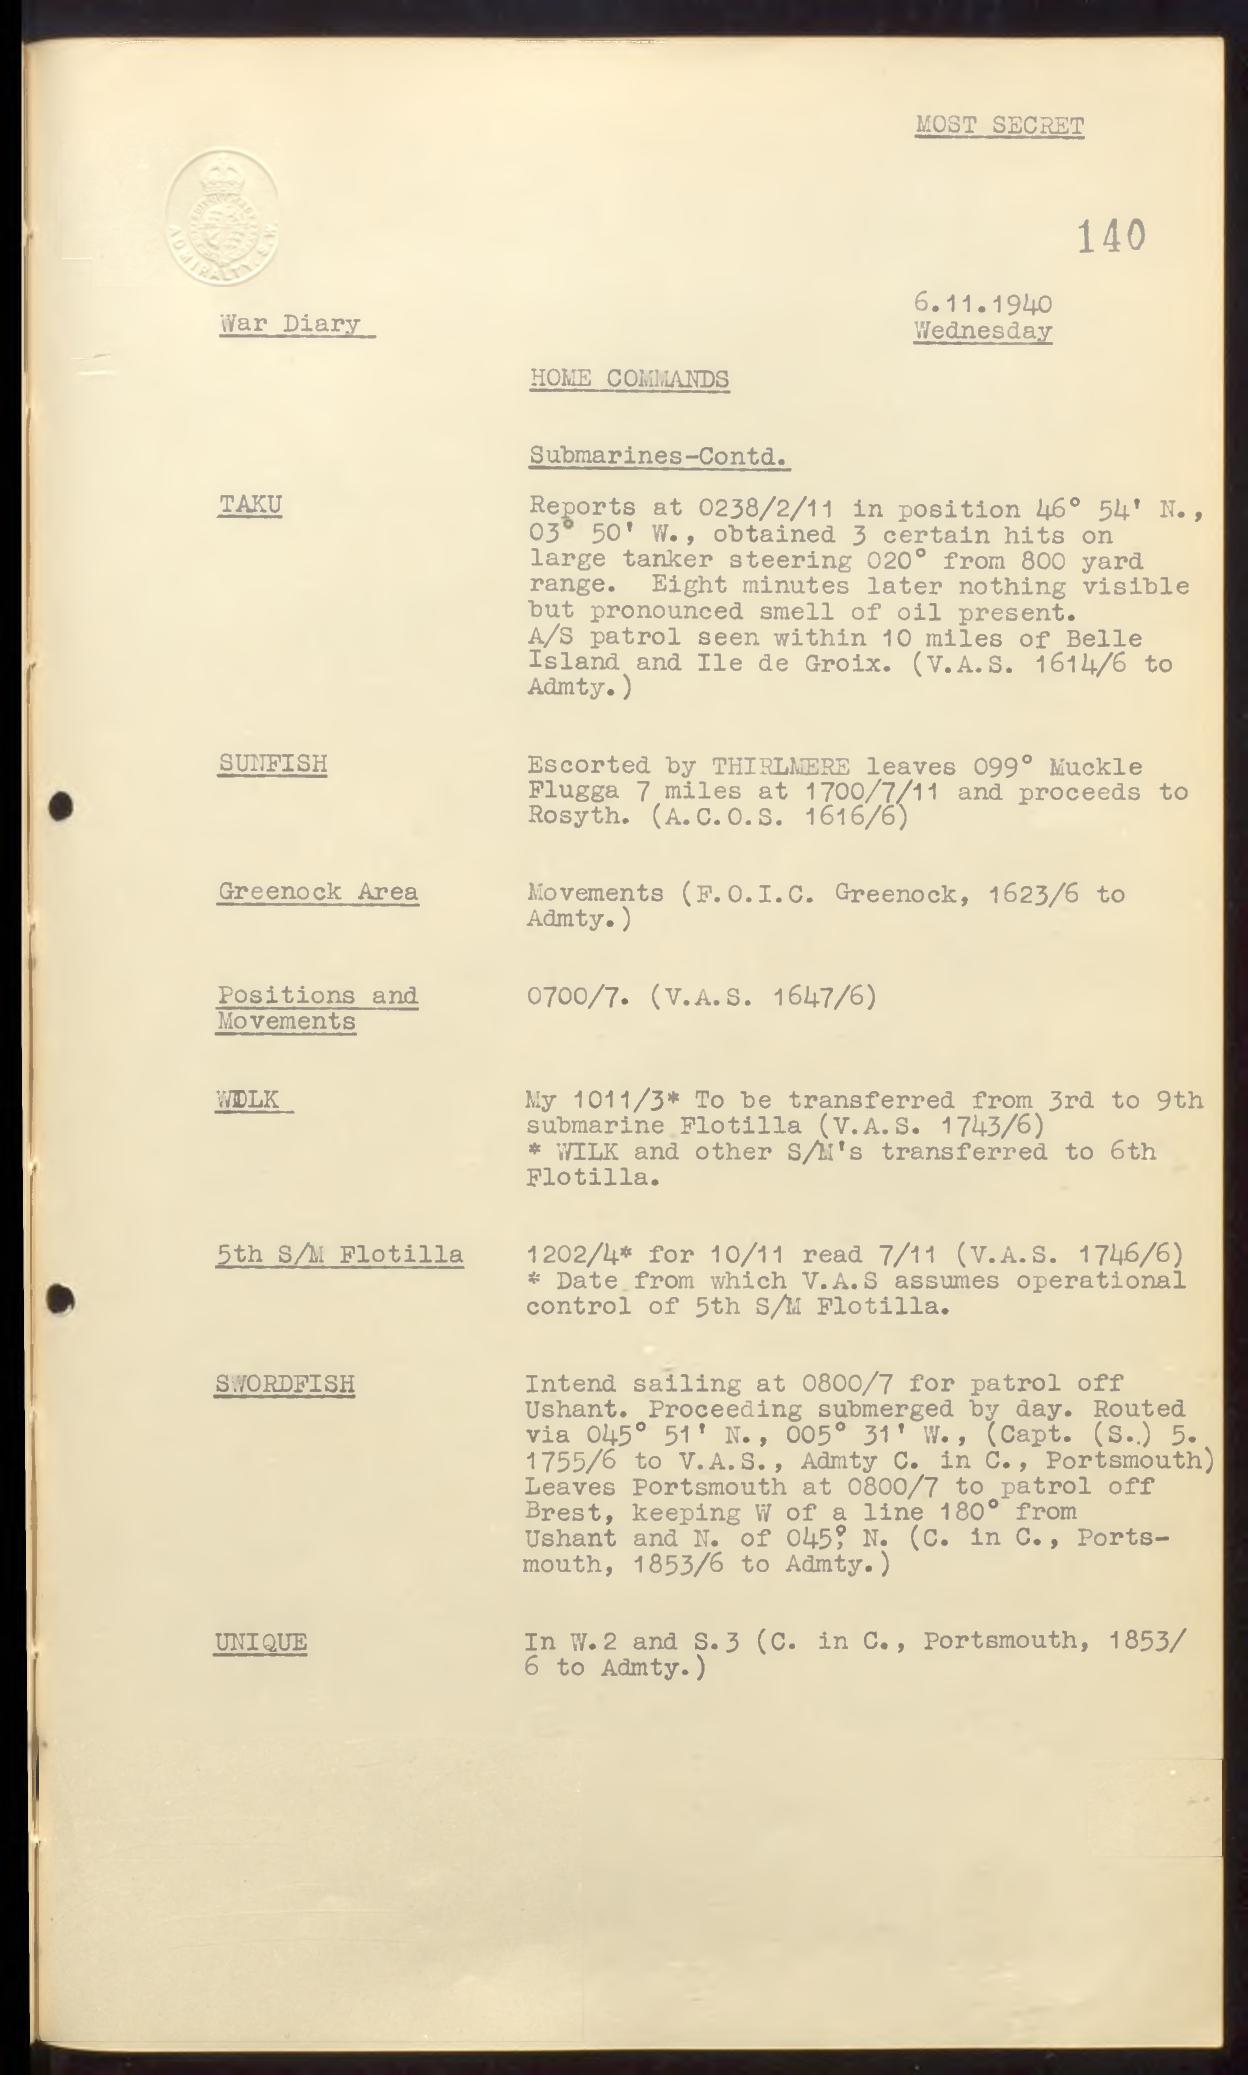 MOST SECRET
140
ADMIRALTY. S.W.
6.11.1940
War Diary
Wednesday
HOME COMMANDS
Submarines-Contd.
TAKU
Reports at 0238/2/11 in position 46° 54' N.,
03° 50' W., obtained 3 certain hits on
large tanker steering 020° from 800 yard
range. Eight minutes later nothing visible
but pronounced smell of oil present.
A/S patrol seen within 10 miles of Belle
Island and Ile de Groix. (V.A.S. 1614/6 to
Admty.)
SUNFISH
Escorted by THIRLMERE leaves 099° Muckle
Flugga 7 miles at 1700/7/11 and proceeds to
Rosyth. (A.C.O.S. 1616/6)
Greenock Area
Movements (F.O.I.C. Greenock, 1623/6 to
Admty.)
Positions and
Movements
0700/7. (V.A.S. 1647/6)
WILK
My 1011/3* To be transferred from 3rd to 9th
submarine Flotilla (V.A.S. 1743/6)
* WILK and other S/M's transferred to 6th
Flotilla.
5th S/M Flotilla
1202/4* for 10/11 read 7/11 (V.A.S. 1746/6)
* Date from which V.A.S assumes operational
control of 5th S/M Flotilla.
SWORDFISH
Intend sailing at 0800/7 for patrol off
Ushant. Proceeding submerged by day. Routed
via 045° 51' N., 005° 31' W., (Capt. (S.) 5.
1755/6 to V.A.S., Admty C. in C., Portsmouth)
Leaves Portsmouth at 0800/7 to patrol off
Brest, keeping W of a line 180° from
Ushant and N. of 045° N. (C. in C., Ports-
mouth, 1853/6 to Admty.)
UNIQUE
In W.2 and S.3 (C. in C., Portsmouth, 1853/
6 to Admty.)